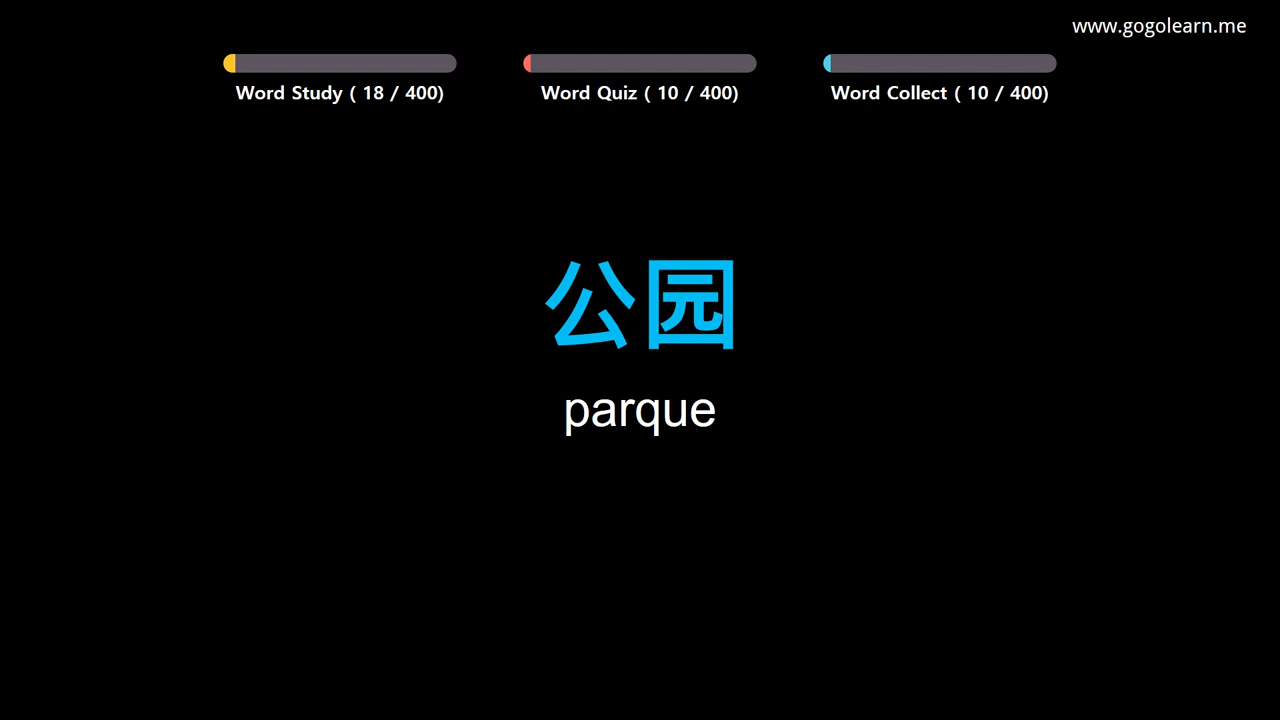 www.gogolearn.me
Word Study ( 18 / 400)
Word Quiz ( 10 / 400)
Word Collect ( 10 / 400)
公园
parque